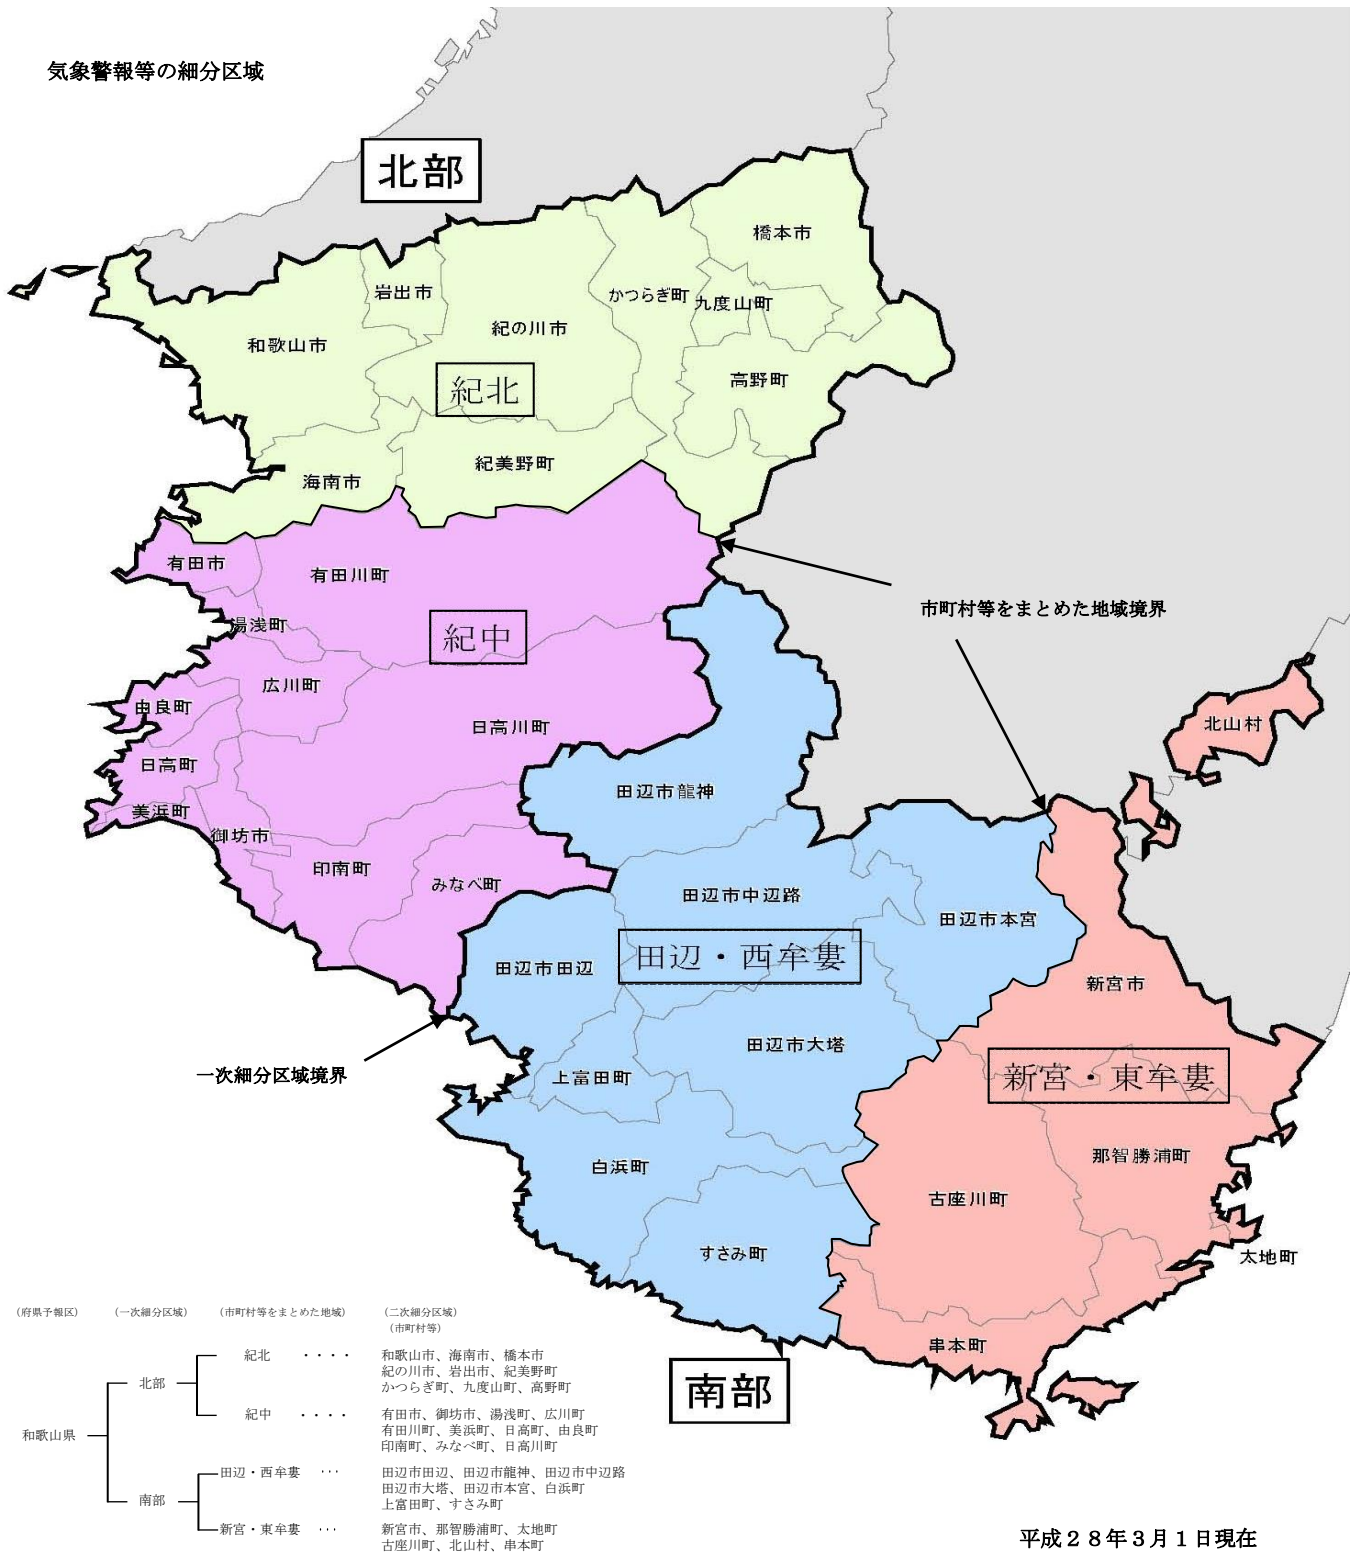 気象警報等の細分区域
北部
橋本市
岩出市
かつらぎ町
九度山町
紀の川市
和歌山市
高野町
紀北
紀美野町
海南市
有田市
有田川町
市町村等をまとめた地域境界
湯浅町
紀中
広川町
由良町
日高川町
北山村
日高町
田辺市龍神
美浜町
御坊市
印南町
みなべ町
田辺市中辺路
田辺市本宮
田辺・西牟婁
田辺市田辺
新宮市
田辺市大塔
一次細分区域境界
上富田町
新宮・東牟婁
那智勝浦町
白浜町
古座川町
すさみ町
太地町
串本町
南部
（府県予報区） （一次細分区域） （市町村等をまとめた地域） （二次細分区域）
（市町村等）
紀北 ・・・・ 和歌山市、海南市、橋本市
紀の川市、岩出市、紀美野町
北部 かつらぎ町、九度山町、高野町
紀中 ・・・・ 有田市、御坊市、湯浅町、広川町
有田川町、美浜町、日高町、由良町
和歌山県
印南町、みなべ町、日高川町
田辺・西牟婁 ・・・ 田辺市田辺、田辺市龍神、田辺市中辺路
田辺市大塔、田辺市本宮、白浜町
南部 上富田町、すさみ町
新宮・東牟婁 ・・・ 新宮市、那智勝浦町、太地町
古座川町、北山村、串本町
平成２８年３月１日現在